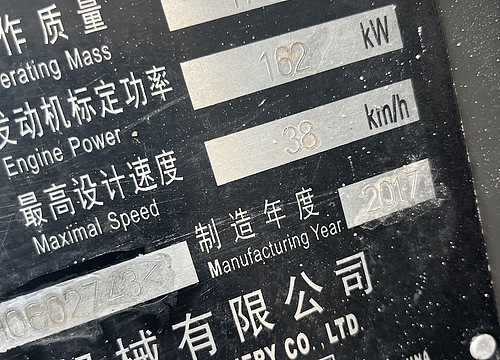 作质量
erating Mass
发动机标定功率 162 kW
Engine Power
最高设计速度 38 km/h
Maximal Speed
制造年度 2017
Manufacturing Year
械有限公司
ERY CO. LTD